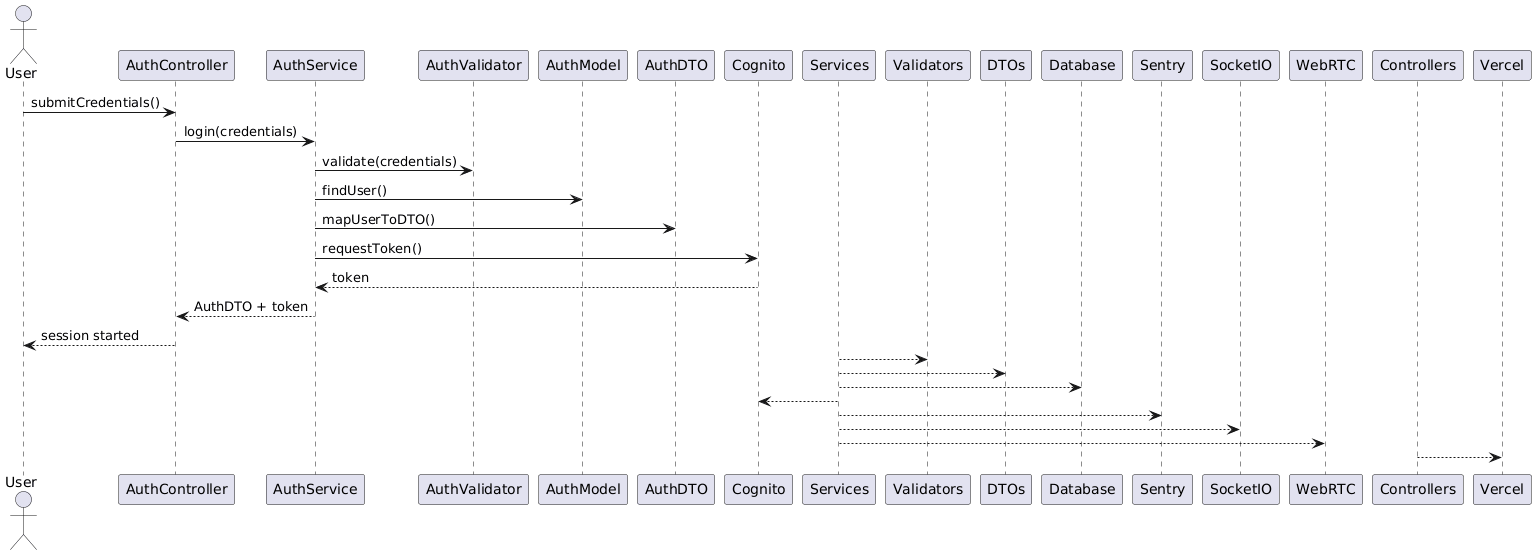 User
AuthController
AuthService
AuthValidator
AuthModel
AuthDTO
Cognito
Services
Validators
DTOs
Database
Sentry
SocketIO
WebRTC
Controllers
Vercel
submitCredentials()
login(credentials)
validate(credentials)
findUser()
mapUserToDTO()
requestToken()
token
AuthDTO + token
session started
User
AuthController
AuthService
AuthValidator
AuthModel
AuthDTO
Cognito
Services
Validators
DTOs
Database
Sentry
SocketIO
WebRTC
Controllers
Vercel